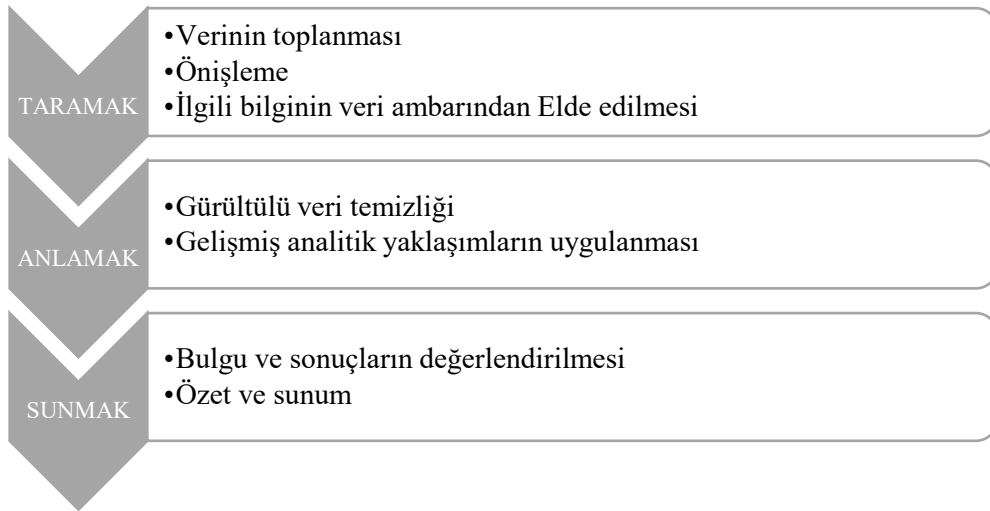 TARAMAK
•Verinin toplanması
•Önişleme
•İlgili bilginin veri ambarından Elde edilmesi
ANLAMAK
•Gürültülü veri temizliği
•Gelişmiş analitik yaklaşımların uygulanması
SUNMAK
•Bulgu ve sonuçların değerlendirilmesi
•Özet ve sunum